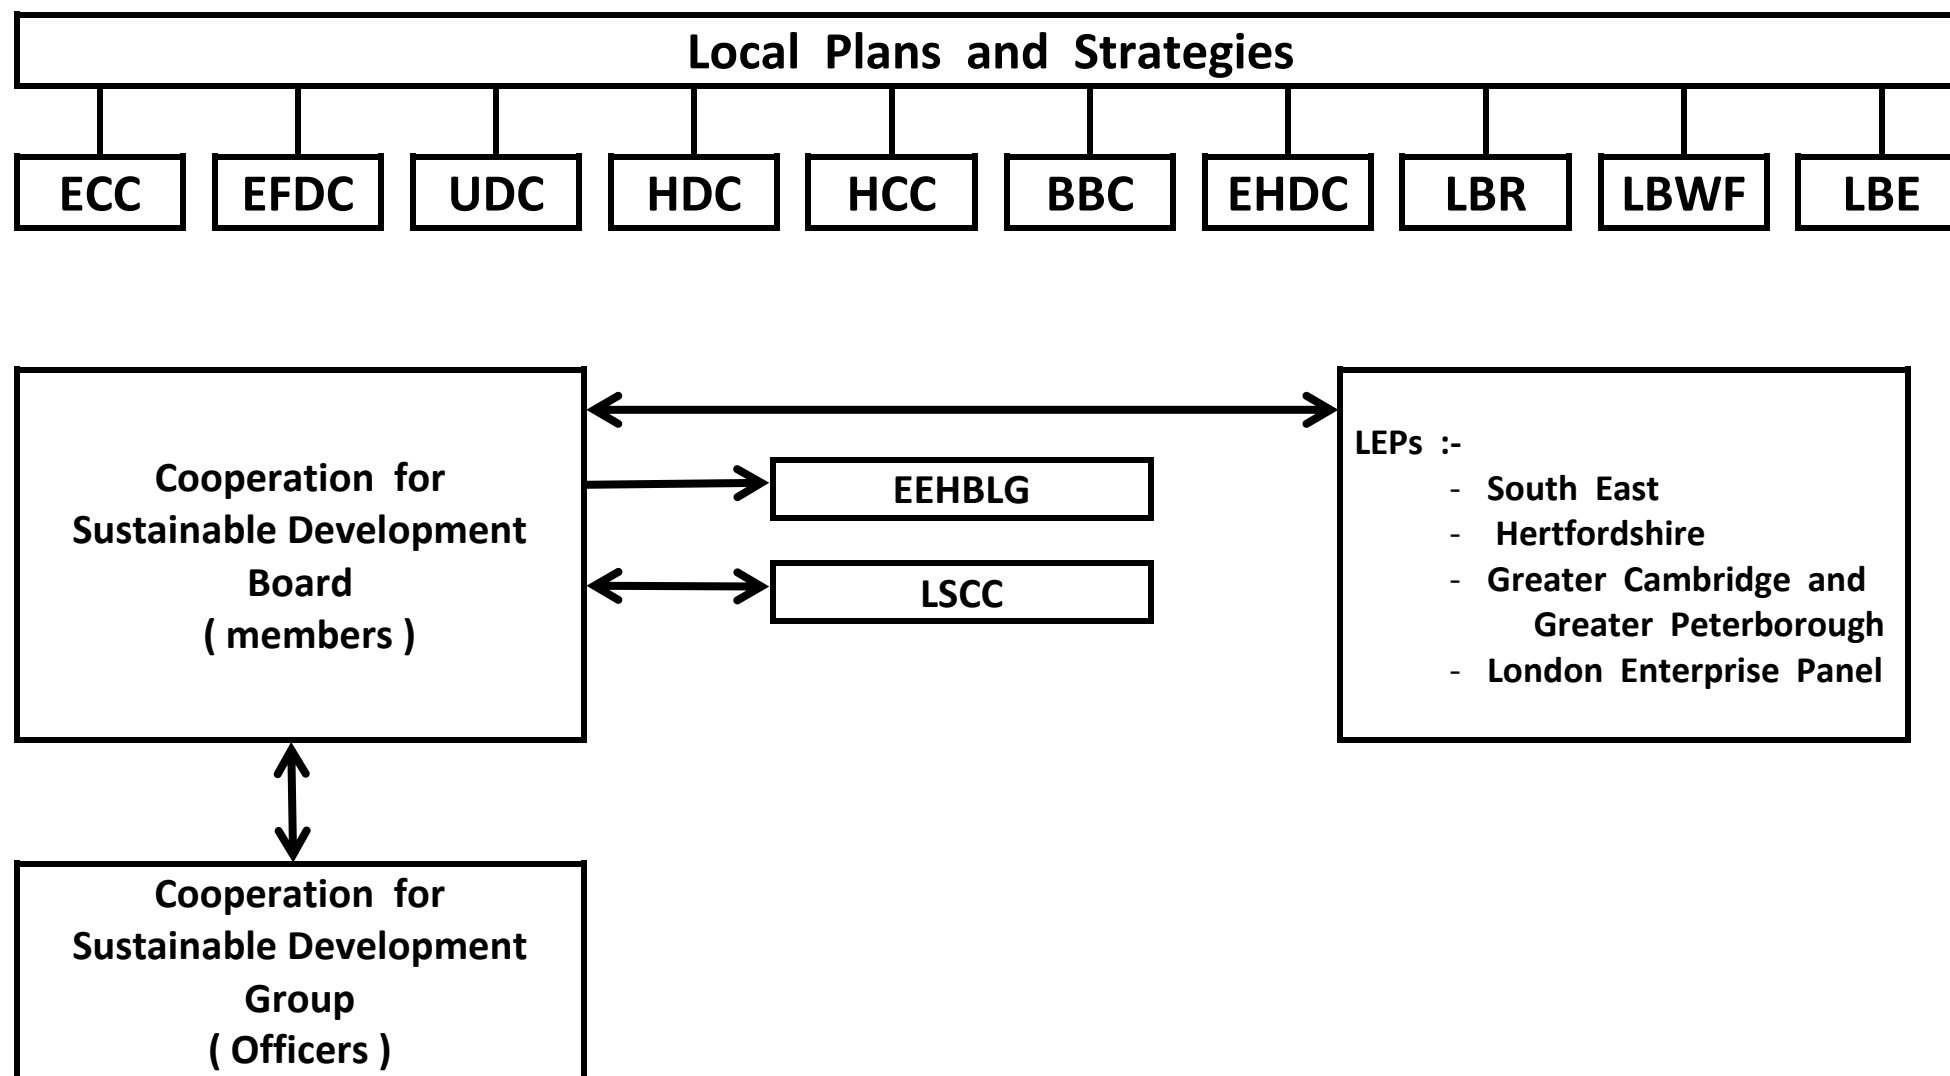 Local Plans and Strategies
ECC EFDC UDC HDC HCC BBC EHDC LBR LBWF LBE
Cooperation for
Sustainable Development
Board
( members )
EEHBLG
LSCC
LEPs :-
- South East
- Hertfordshire
- Greater Cambridge and
Greater Peterborough
- London Enterprise Panel
Cooperation for
Sustainable Development
Group
( Officers )